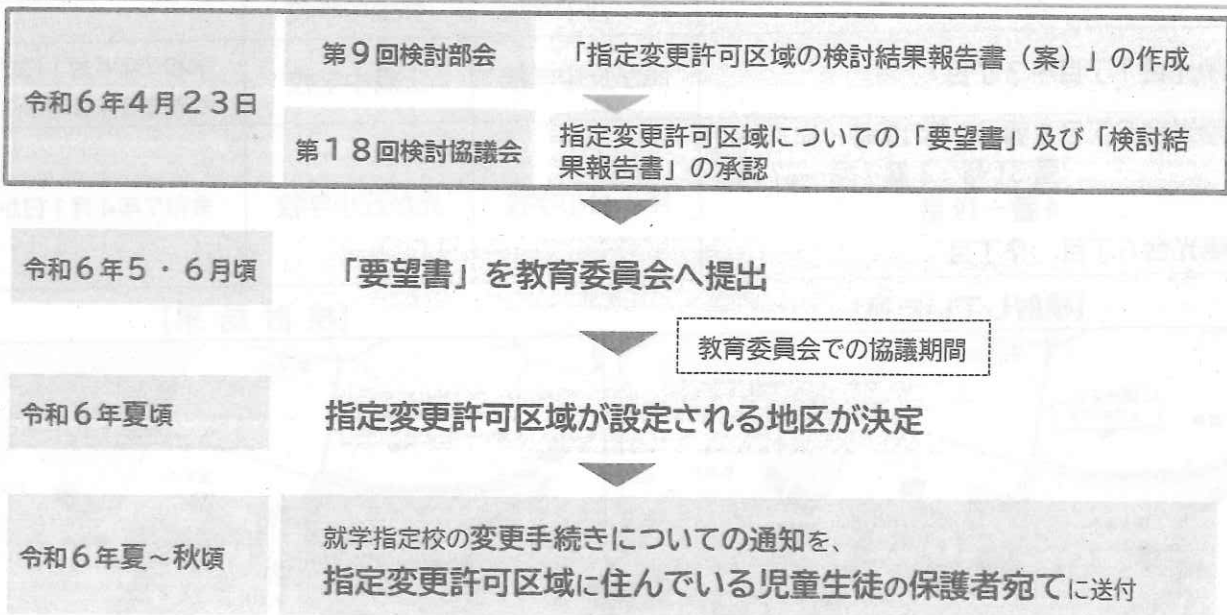 第9回検討部会　「指定変更許可区域の検討結果報告書（案）」の作成
令和6年4月23日
第18回検討協議会　指定変更許可区域についての「要望書」及び「検討結
果報告書」の承認
令和6年5・6月頃　「要望書」を教育委員会へ提出
教育委員会での協議期間
令和6年夏頃　指定変更許可区域が設定される地区が決定
令和6年夏～秋頃　就学指定校の変更手続きについての通知を、
指定変更許可区域に住んでいる児童生徒の保護者宛てに送付